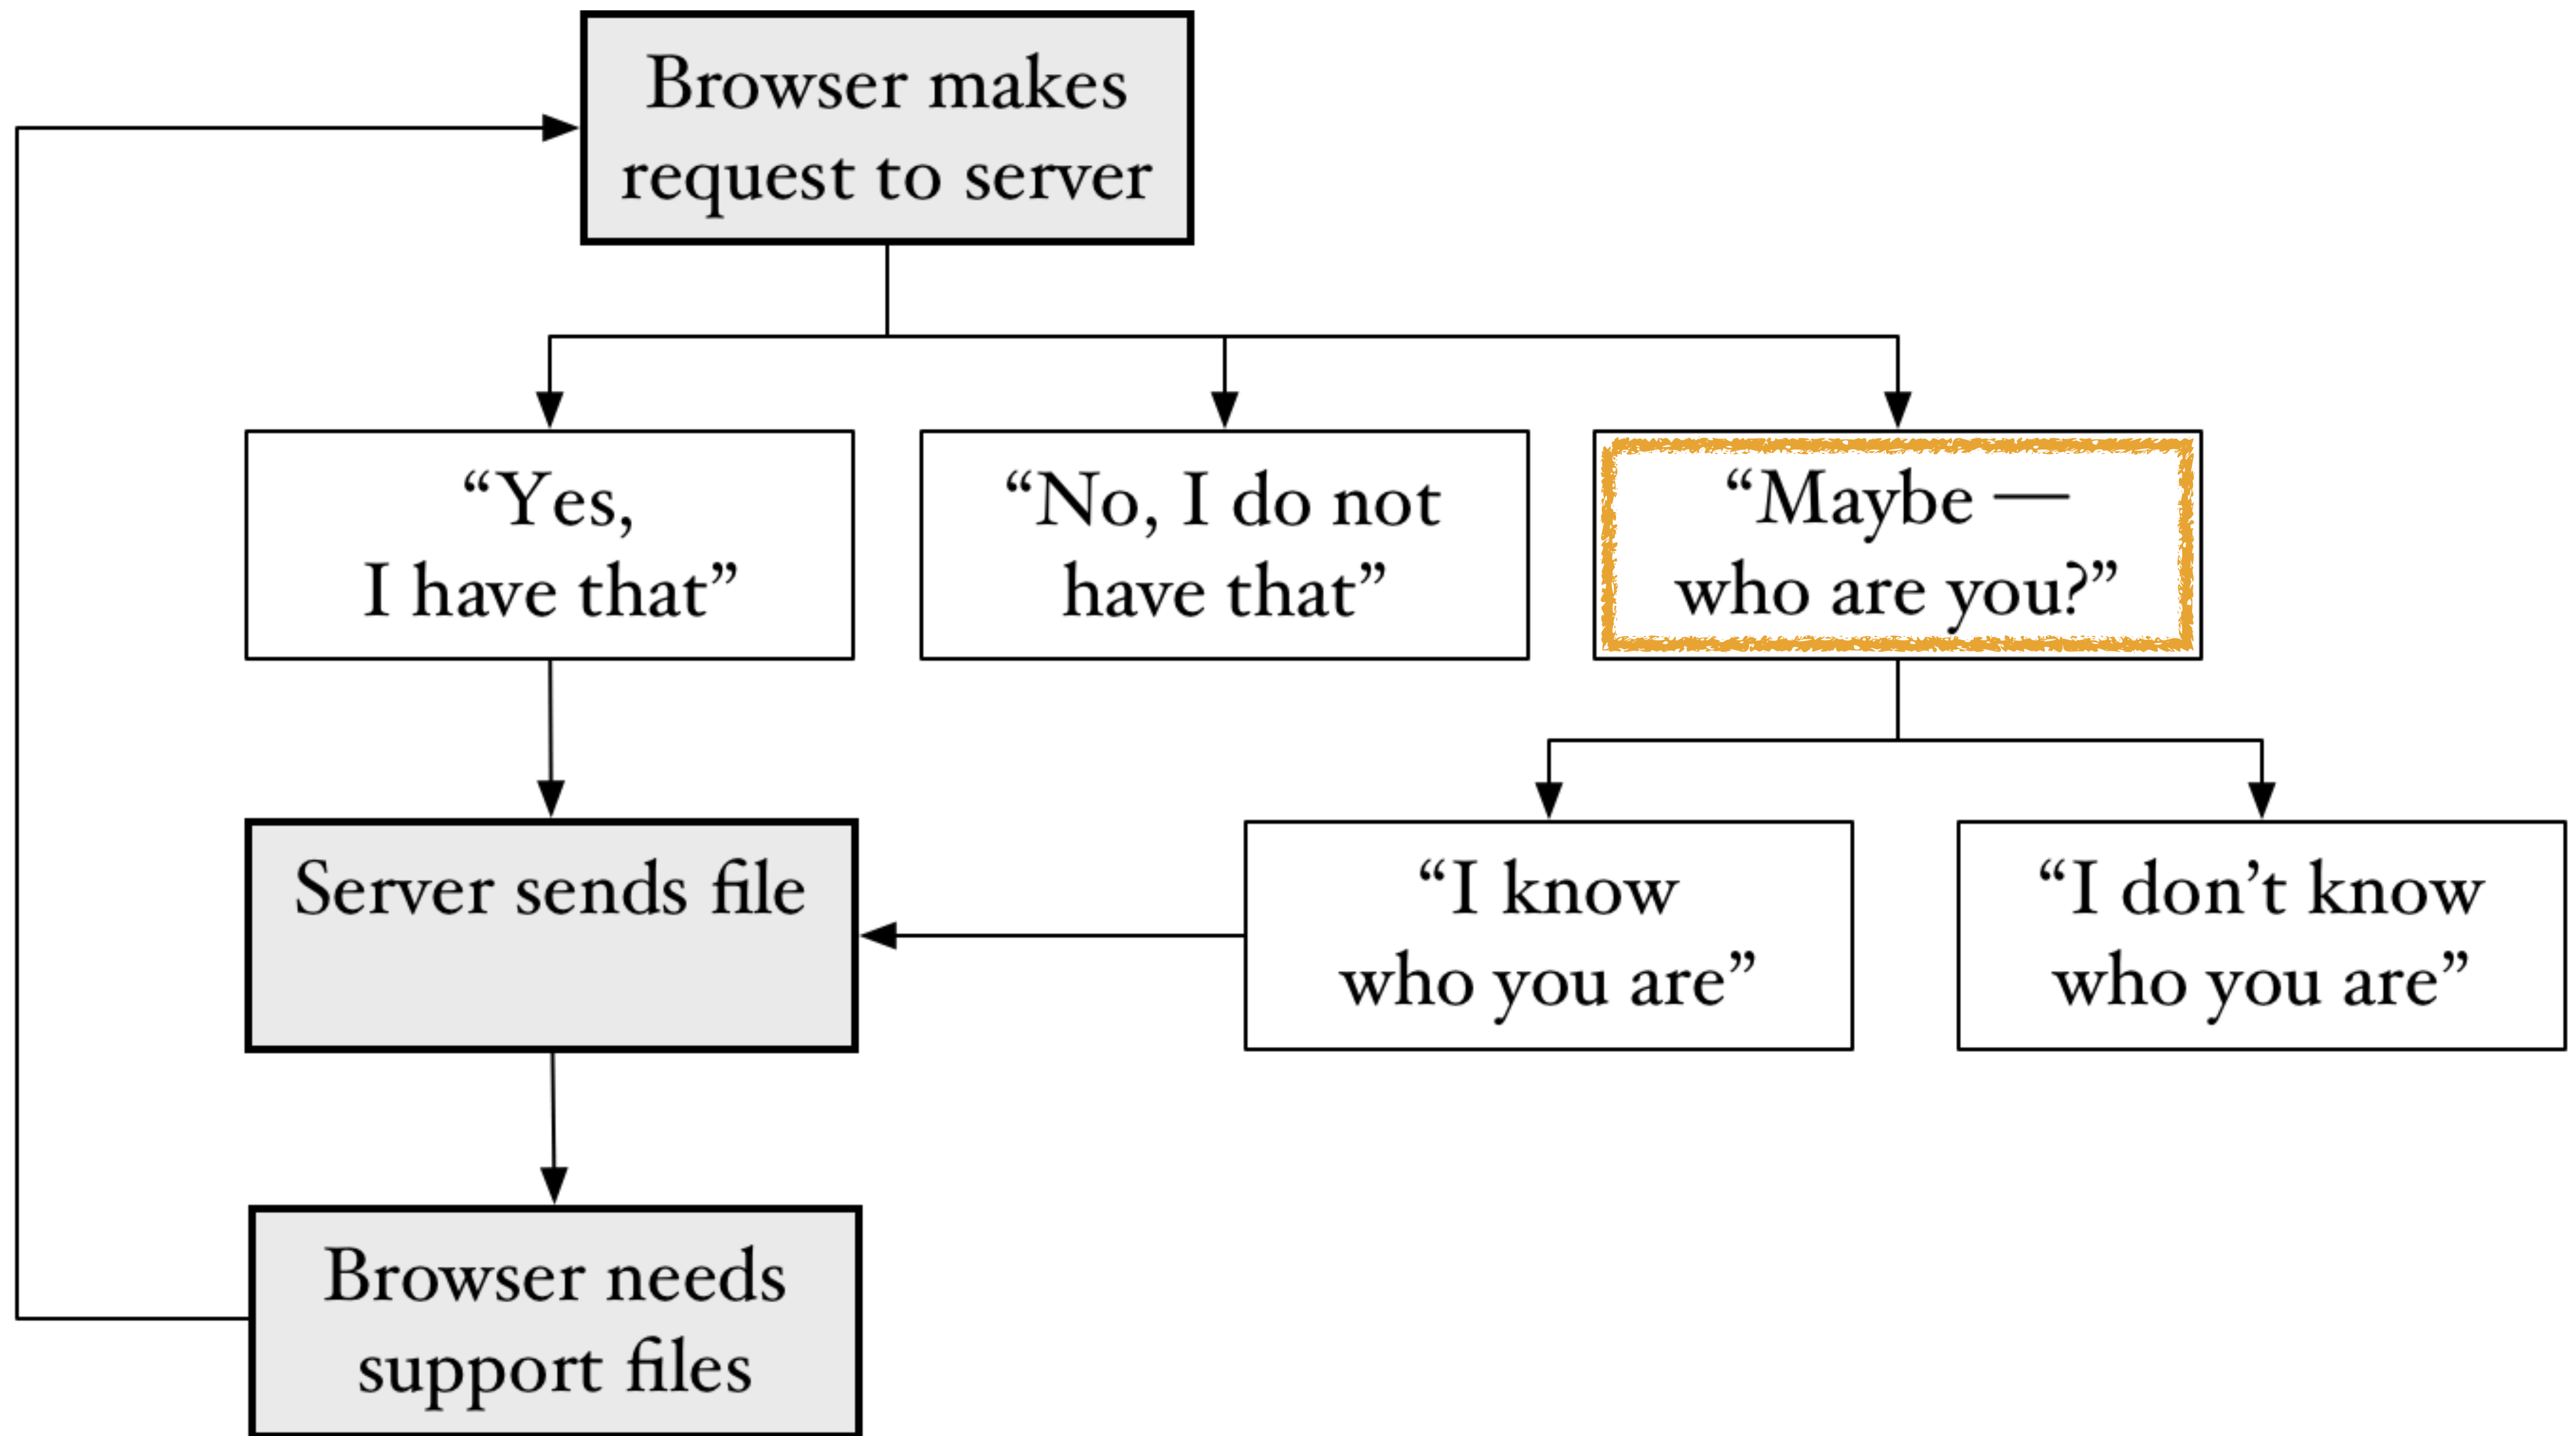 Browser makes
request to server
“Yes,
I have that”
“No, I do not
have that”
“Maybe —
who are you?”
Server sends file
“I know
who you are”
“I don’t know
who you are”
Browser needs
support files